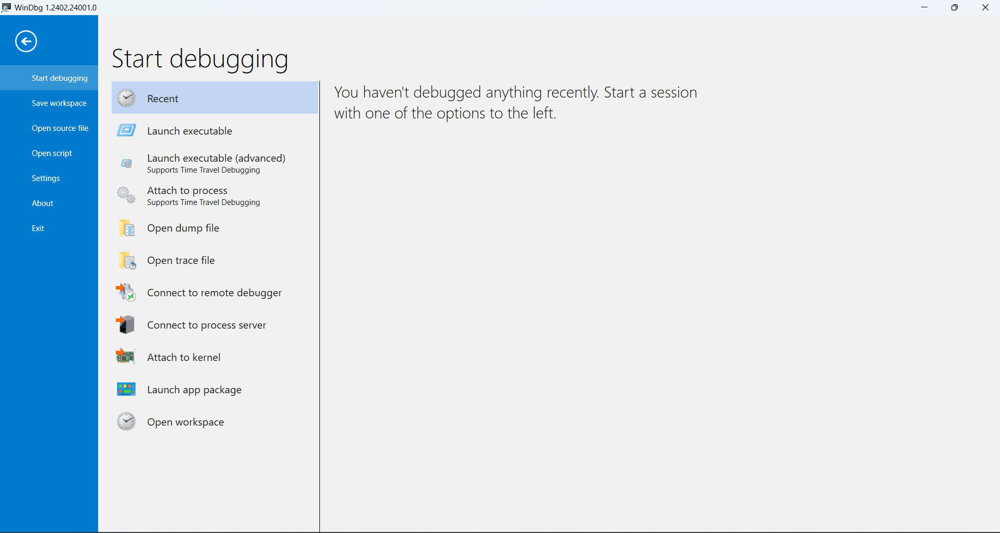 WinDbg 1.2402.24001.0
Start debugging
Save workspace
Open source file
Open script
Settings
About
Exit
Start debugging
Recent
Launch executable
Launch executable (advanced)
Supports Time Travel Debugging
Attach to process
Supports Time Travel Debugging
Open dump file
Open trace file
Connect to remote debugger
Connect to process server
Attach to kernel
Launch app package
Open workspace
You haven't debugged anything recently. Start a session
with one of the options to the left.